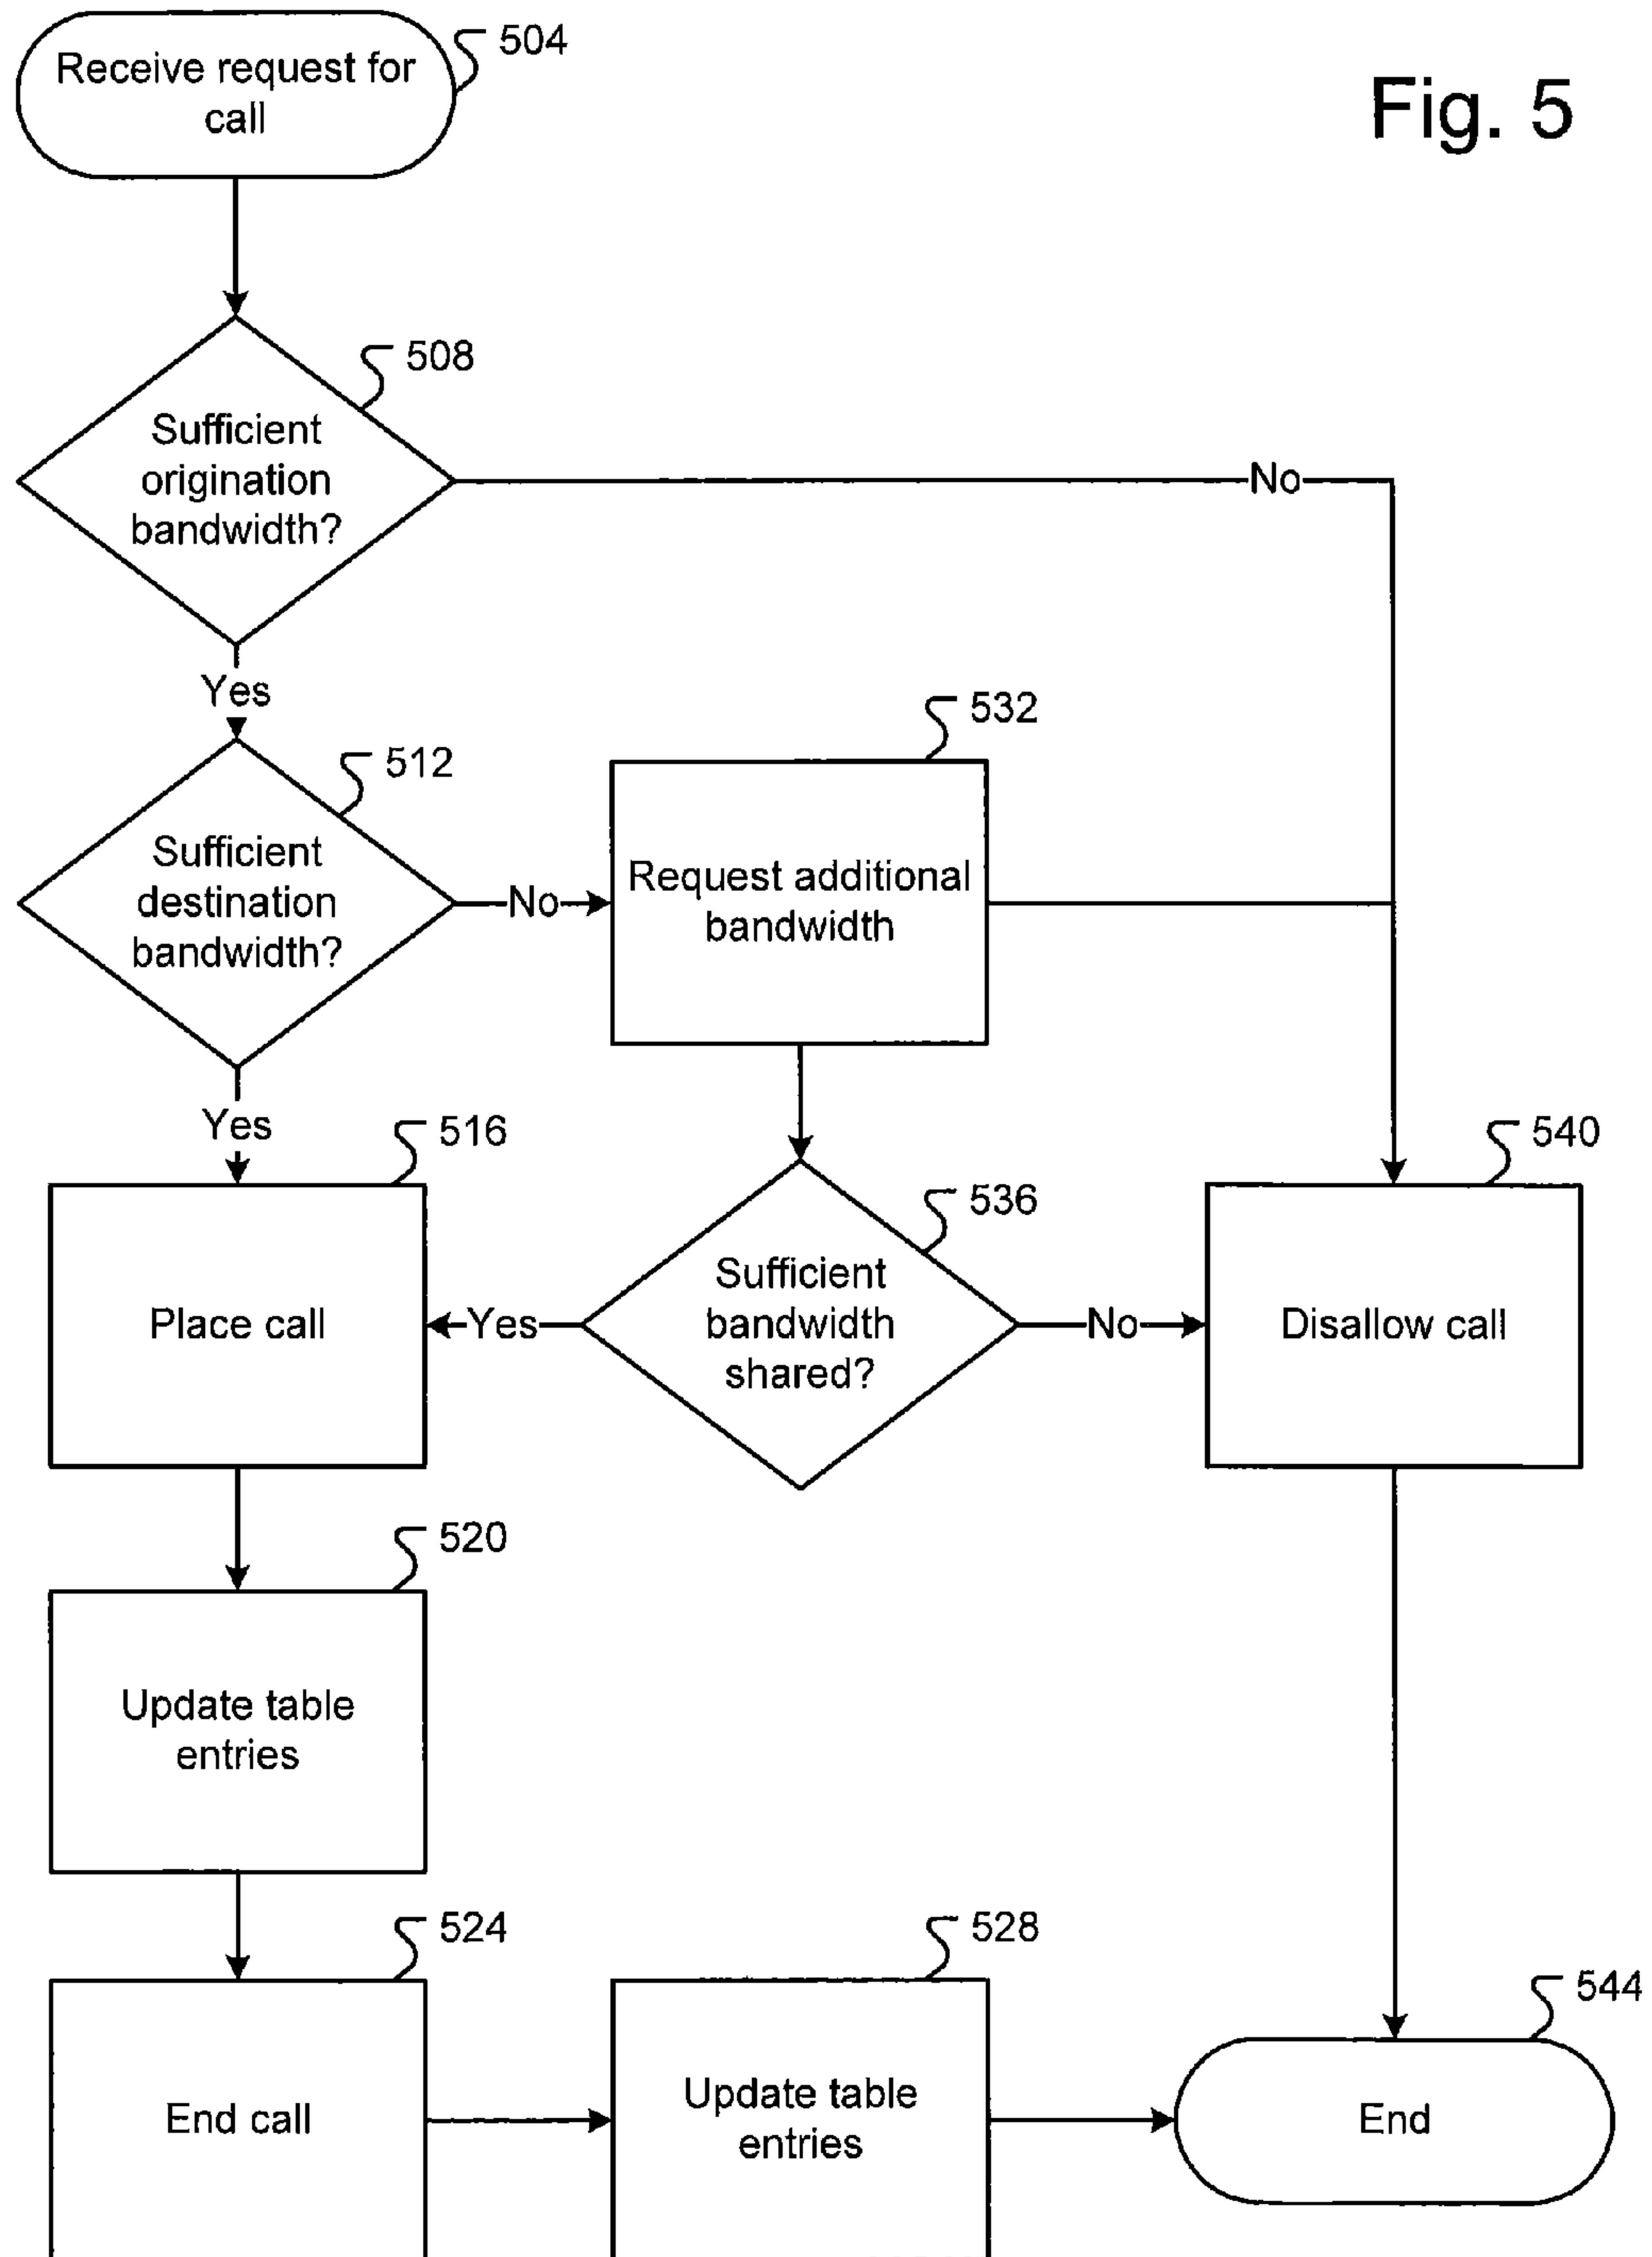 Fig. 5
504
Receive request for
call
508
Sufficient
origination
bandwidth?
No
Yes
512
Sufficient
destination
bandwidth?
No
532
Request additional
bandwidth
Yes
516
Place call
Yes
536
Sufficient
bandwidth
shared?
No
540
Disallow call
520
Update table
entries
524
End call
528
Update table
entries
544
End